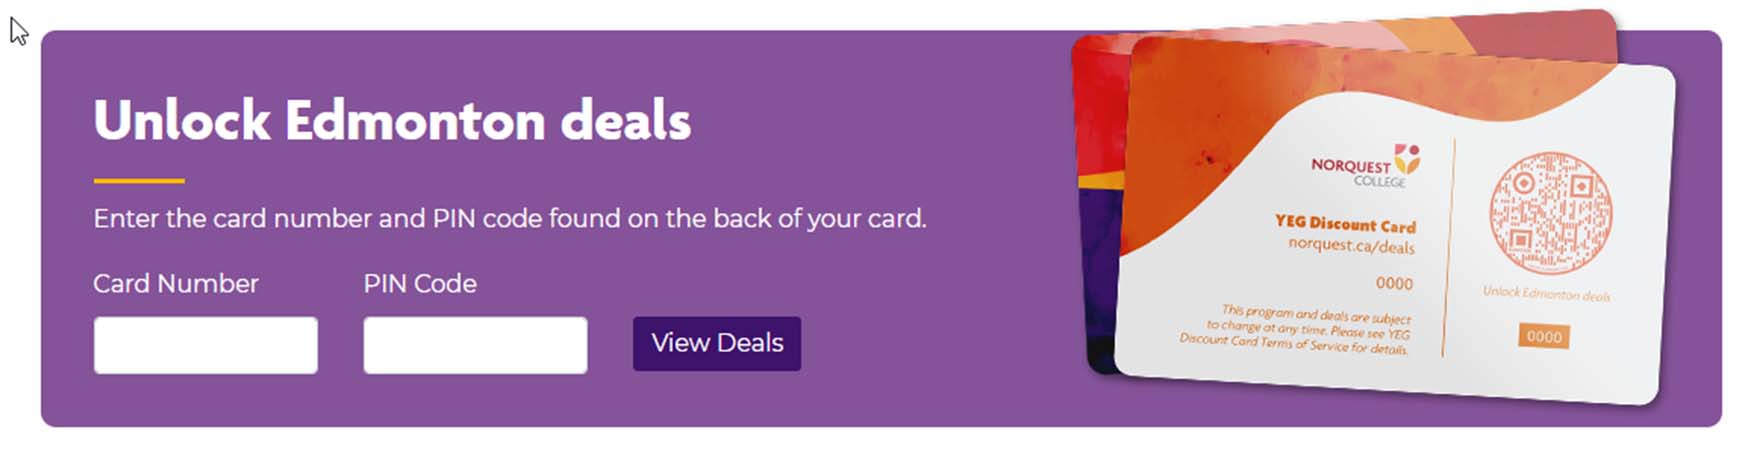 Unlock Edmonton deals
Enter the card number and PIN code found on the back of your card.
Card Number
PIN Code
View Deals
NORQUEST
COLLEGE
YEG Discount Card
norquest.ca/deals
0000
This program and deals are subject
to change at any time. Please see YEG
Discount Card Terms of Service for details.
Unlock Edmonton deals
0000